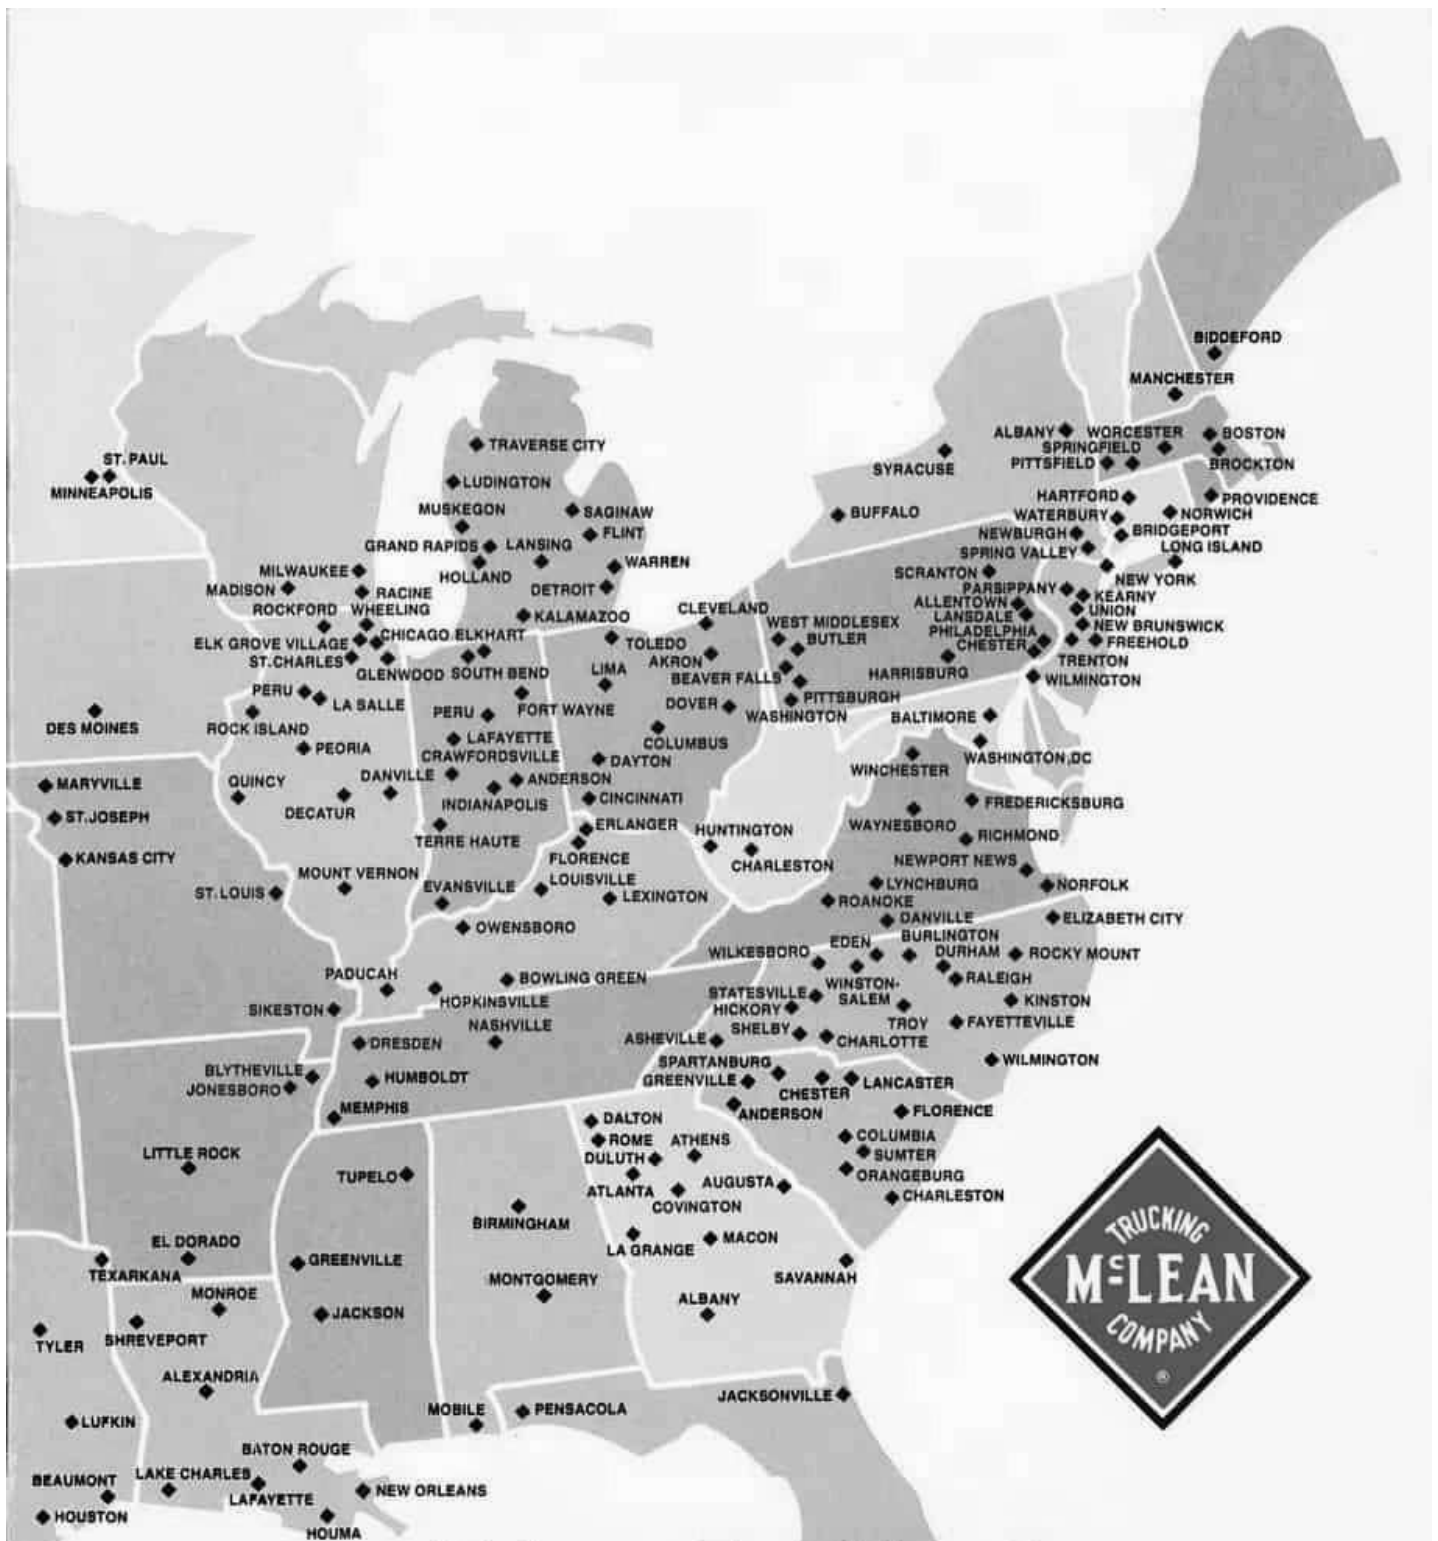 BIDDEFORD
MANCHESTER
ALBANY
WORCESTER
BOSTON
TRAVERSE CITY
SPRINGFIELD
ST. PAUL
SYRACUSE
PITTSFIELD
BROCKTON
LUDINGTON
MINNEAPOLIS
HARTFORD
PROVIDENCE
MUSKEGON
SAGINAW
BUFFALO
WATERBURY
NORWICH
FLINT
NEWBURGH
BRIDGEPORT
GRAND RAPIDS
LANSING
SPRING VALLEY
LONG ISLAND
WARREN
MILWAUKEE
HOLLAND
SCRANTON
NEW YORK
MADISON
RACINE
DETROIT
PARSIPPANY
KEARNY
ROCKFORD
WHEELING
KALAMAZOO
CLEVELAND
ALLENTOWN
UNION
LANSDALE
WEST MIDDLESEX
NEW BRUNSWICK
ELK GROVE VILLAGE
CHICAGO
ELKHART
TOLEDO
BUTLER
PHILADELPHIA
FREEHOLD
CHESTER
ST. CHARLES
GLENWOOD
SOUTH BEND
LIMA
AKRON
BEAVER FALLS
HARRISBURG
TRENTON
WILMINGTON
PERU
LA SALLE
FORT WAYNE
DOVER
PITTSBURGH
ROCK ISLAND
PERU
WASHINGTON
BALTIMORE
DES MOINES
PEORIA
LAFAYETTE
COLUMBUS
CRAWFORDSVILLE
DAYTON
WINCHESTER
WASHINGTON, DC
MARYVILLE
QUINCY
DANVILLE
ANDERSON
DECATUR
INDIANAPOLIS
CINCINNATI
FREDERICKSBURG
ST. JOSEPH
WAYNESBORO
TERRE HAUTE
ERLANGER
HUNTINGTON
RICHMOND
KANSAS CITY
FLORENCE
CHARLESTON
NEWPORT NEWS
MOUNT VERNON
EVANSVILLE
LOUISVILLE
LYNCHBURG
NORFOLK
ST. LOUIS
LEXINGTON
ROANOKE
OWENSBORO
DANVILLE
ELIZABETH CITY
BURLINGTON
EDEN
WILKESBORO
DURHAM
ROCKY MOUNT
PADUCAH
BOWLING GREEN
RALEIGH
WINSTON-
SALEM
STATESVILLE
HOPKINSVILLE
HICKORY
KINSTON
SIKESTON
NASHVILLE
SHELBY
TROY
FAYETTEVILLE
DRESDEN
ASHEVILLE
CHARLOTTE
SPARTANBURG
WILMINGTON
BLYTHEVILLE
HUMBOLDT
GREENVILLE
JONESBORO
CHESTER
LANCASTER
MEMPHIS
DALTON
ANDERSON
FLORENCE
ROME
ATHENS
COLUMBIA
LITTLE ROCK
DULUTH
SUMTER
TUPELO
ATLANTA
AUGUSTA
ORANGEBURG
COVINGTON
CHARLESTON
BIRMINGHAM
EL DORADO
LA GRANGE
MACON
GREENVILLE
TEXARKANA
MONTGOMERY
SAVANNAH
MONROE
ALBANY
JACKSON
TYLER
SHREVEPORT
ALEXANDRIA
JACKSONVILLE
LUFKIN
MOBILE
PENSACOLA
BATON ROUGE
BEAUMONT
LAKE CHARLES
LAFAYETTE
NEW ORLEANS
HOUSTON
HOUMA
TRUCKING
McLEAN
COMPANY
®